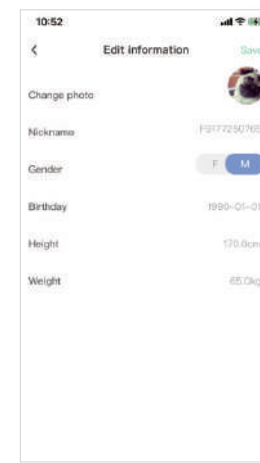 10:52
Edit information
Save
Change photo
Nickname
Gender
F M
Birthday 1990-01-01
Height 170.0cm
Weight 65.0kg